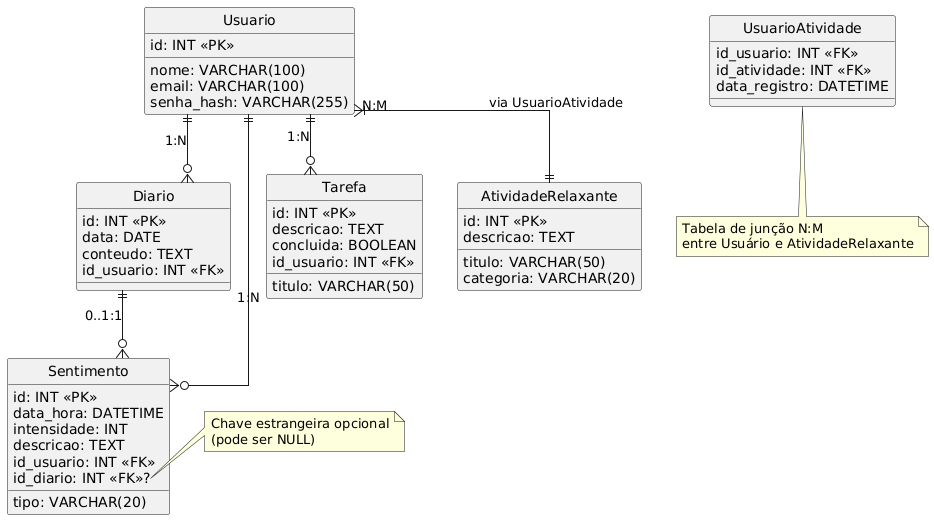 Usuario
id: INT «PK»
nome: VARCHAR(100)
email: VARCHAR(100)
senha_hash: VARCHAR(255)
UsuarioAtividade
id_usuario: INT «FK»
id_atividade: INT «FK»
data_registro: DATETIME
N:M
via UsuarioAtividade
1:N
1:N
Diario
id: INT «PK»
data: DATE
conteudo: TEXT
id_usuario: INT «FK»
Tarefa
id: INT «PK»
descricao: TEXT
concluida: BOOLEAN
id_usuario: INT «FK»
titulo: VARCHAR(50)
AtividadeRelaxante
id: INT «PK»
descricao: TEXT
titulo: VARCHAR(50)
categoria: VARCHAR(20)
Tabela de junção N:M
entre Usuário e AtividadeRelaxante
1:N
0..1:1
Sentimento
id: INT «PK»
data_hora: DATETIME
intensidade: INT
descricao: TEXT
id_usuario: INT «FK»
id_diario: INT «FK»?
tipo: VARCHAR(20)
Chave estrangeira opcional
(pode ser NULL)